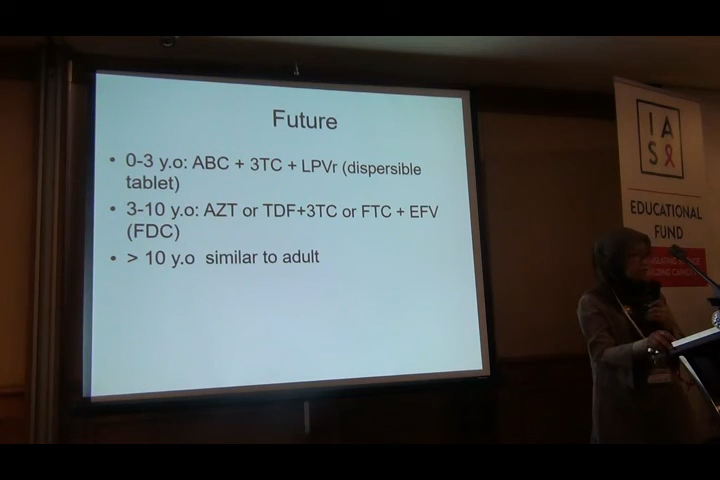 Future
• 0-3 y.o: ABC + 3TC + LPVr (dispersible
tablet)
• 3-10 y.o: AZT or TDF+3TC or FTC + EFV
(FDC)
• > 10 y.o  similar to adult
IA
S
EDUCATIONAL
FUND